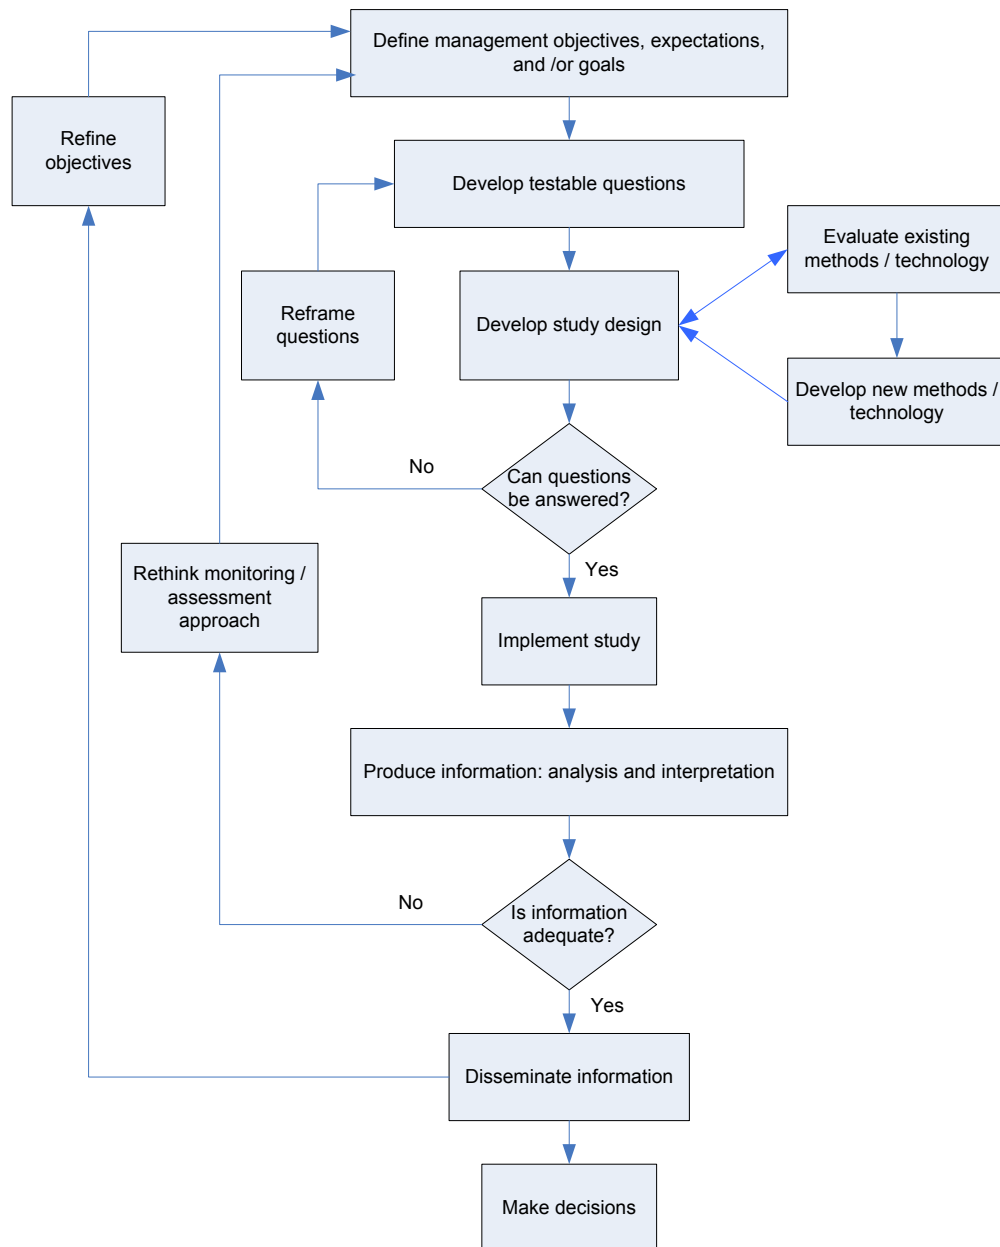 Define management objectives, expectations,
and /or goals
Refine
objectives
Develop testable questions
Evaluate existing
methods / technology
Reframe
questions
Develop study design
Develop new methods /
technology
No
Can questions
be answered?
Yes
Rethink monitoring /
assessment
approach
Implement study
Produce information: analysis and interpretation
No
Is information
adequate?
Yes
Disseminate information
Make decisions